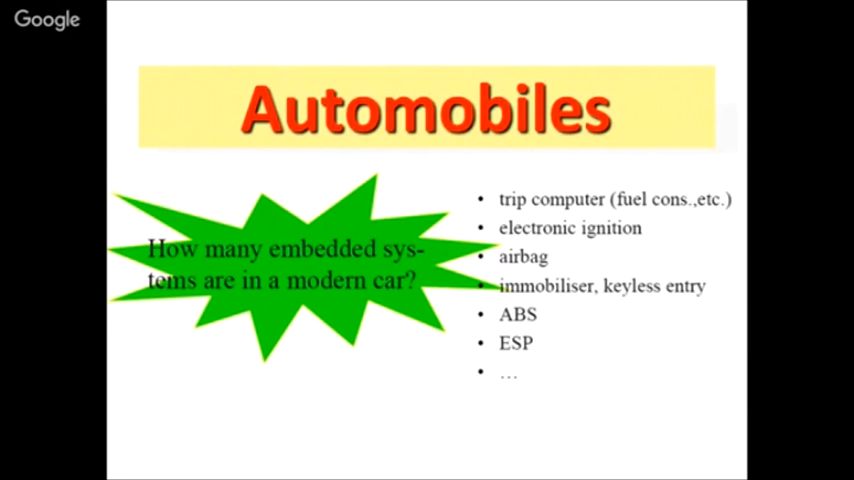 Google
Automobiles
How many embedded sys-
tems are in a modern car?
• trip computer (fuel cons.,etc.)
• electronic ignition
• airbag
• immobiliser, keyless entry
• ABS
• ESP
• …